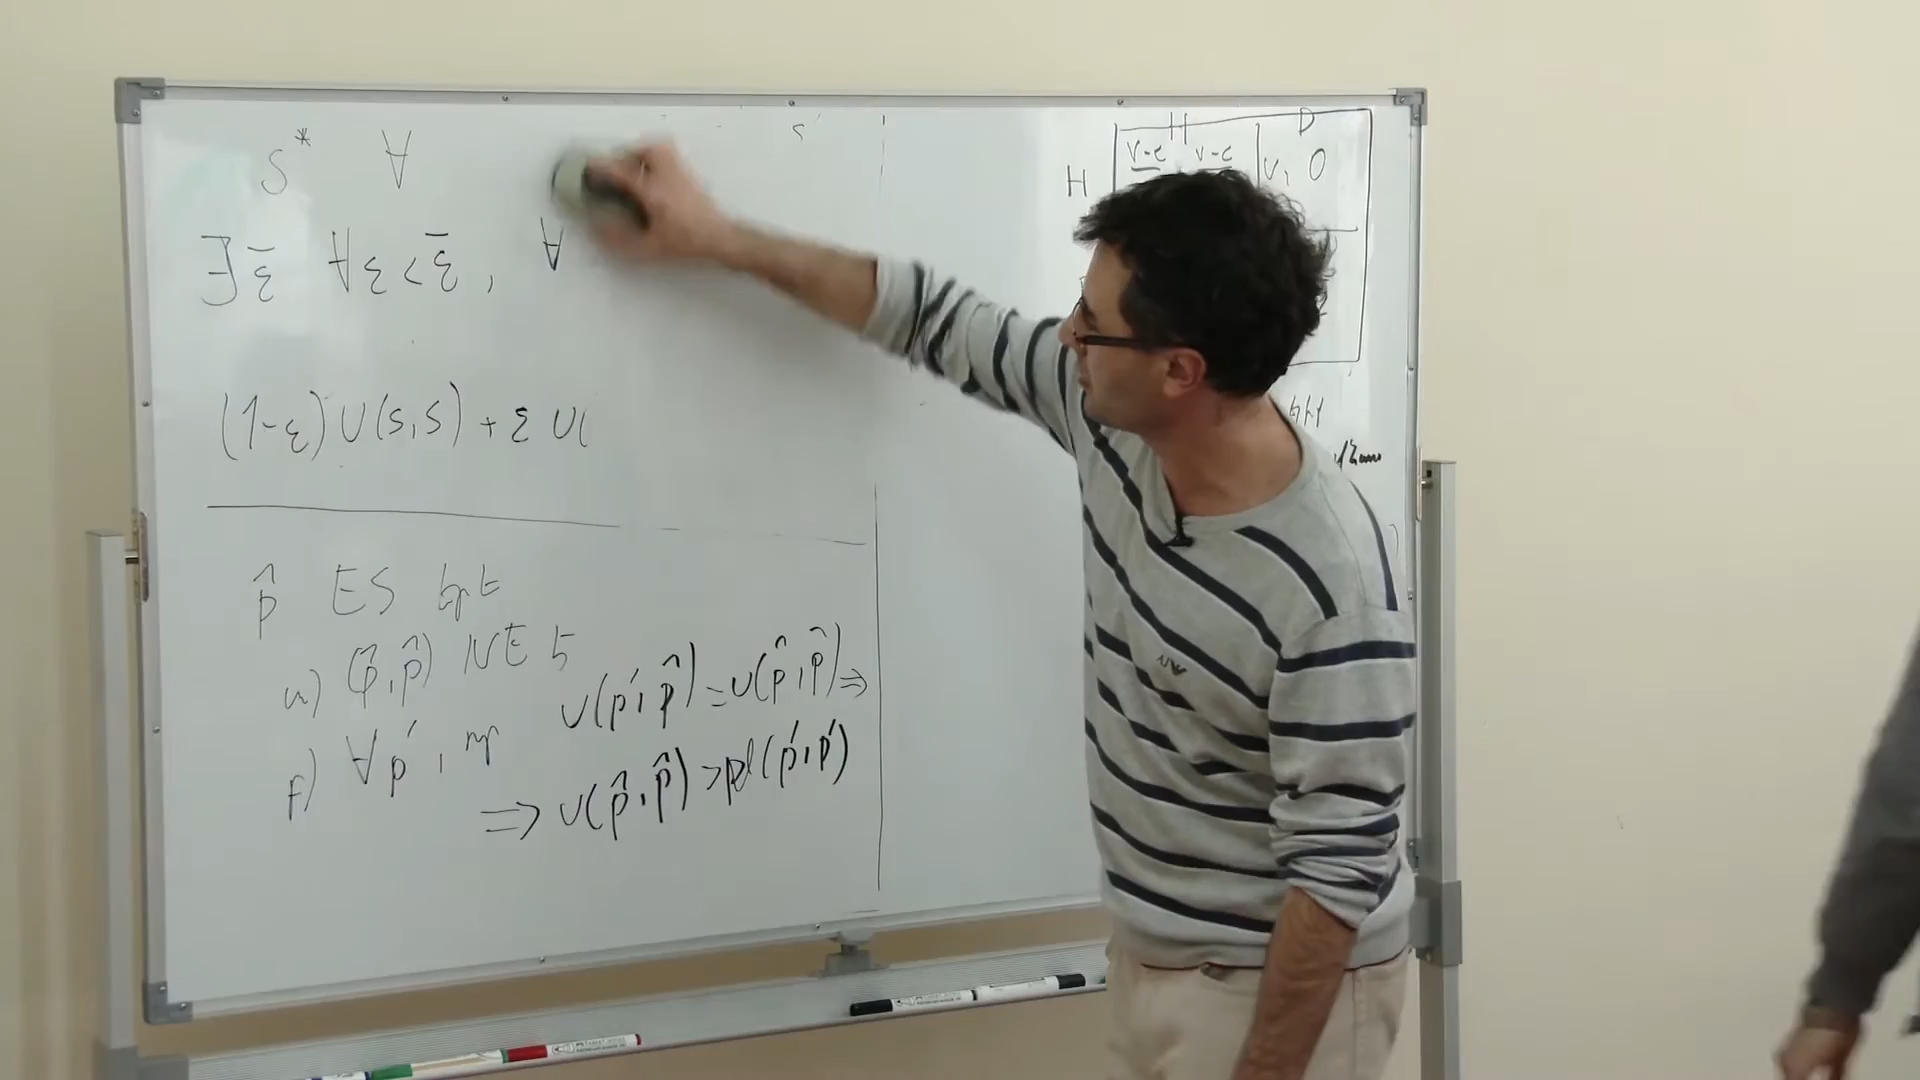 S* ∀
∃ε̄ ∀ε<ε̄, ∀
(1-ε)U(s,s)+ε U(
p̂ ES
(p̂,p̂) NE
U(p',p̂)=U(p̂,p̂)⇒
∀p',
⇒ U(p̂,p̂)> (p',p')
H D
H v-c v-c v, 0